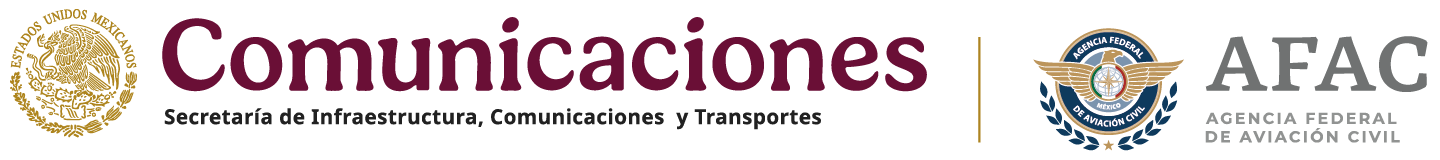 ESTADOS UNIDOS MEXICANOS
Comunicaciones
Secretaría de Infraestructura, Comunicaciones y Transportes
AGENCIA FEDERAL
MÉXICO
DE AVIACIÓN CIVIL
AFAC
AGENCIA FEDERAL
DE AVIACIÓN CIVIL